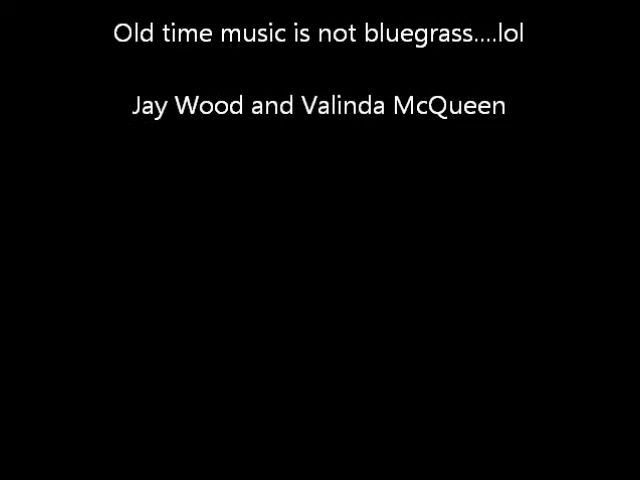 Old time music is not bluegrass....lol
Jay Wood and Valinda McQueen